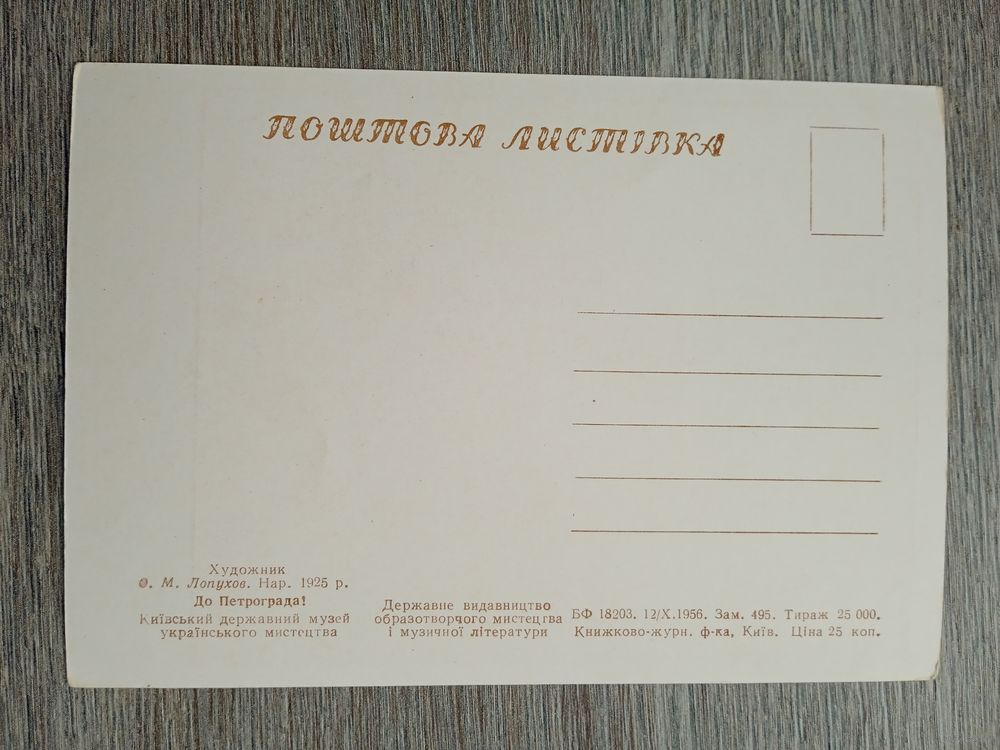 ПОШТОВА ЛИСТІВКА
Художник
О. М. Лопухов. Нар. 1925 р.
До Петрограда!
Київський державний музей
українського мистецтва
Державне видавництво
образотворчого мистецтва
і музичної літератури
БФ 18203. 12/X.1956. Зам. 495. Тираж 25 000.
Книжково-журн. ф-ка, Київ. Ціна 25 коп.